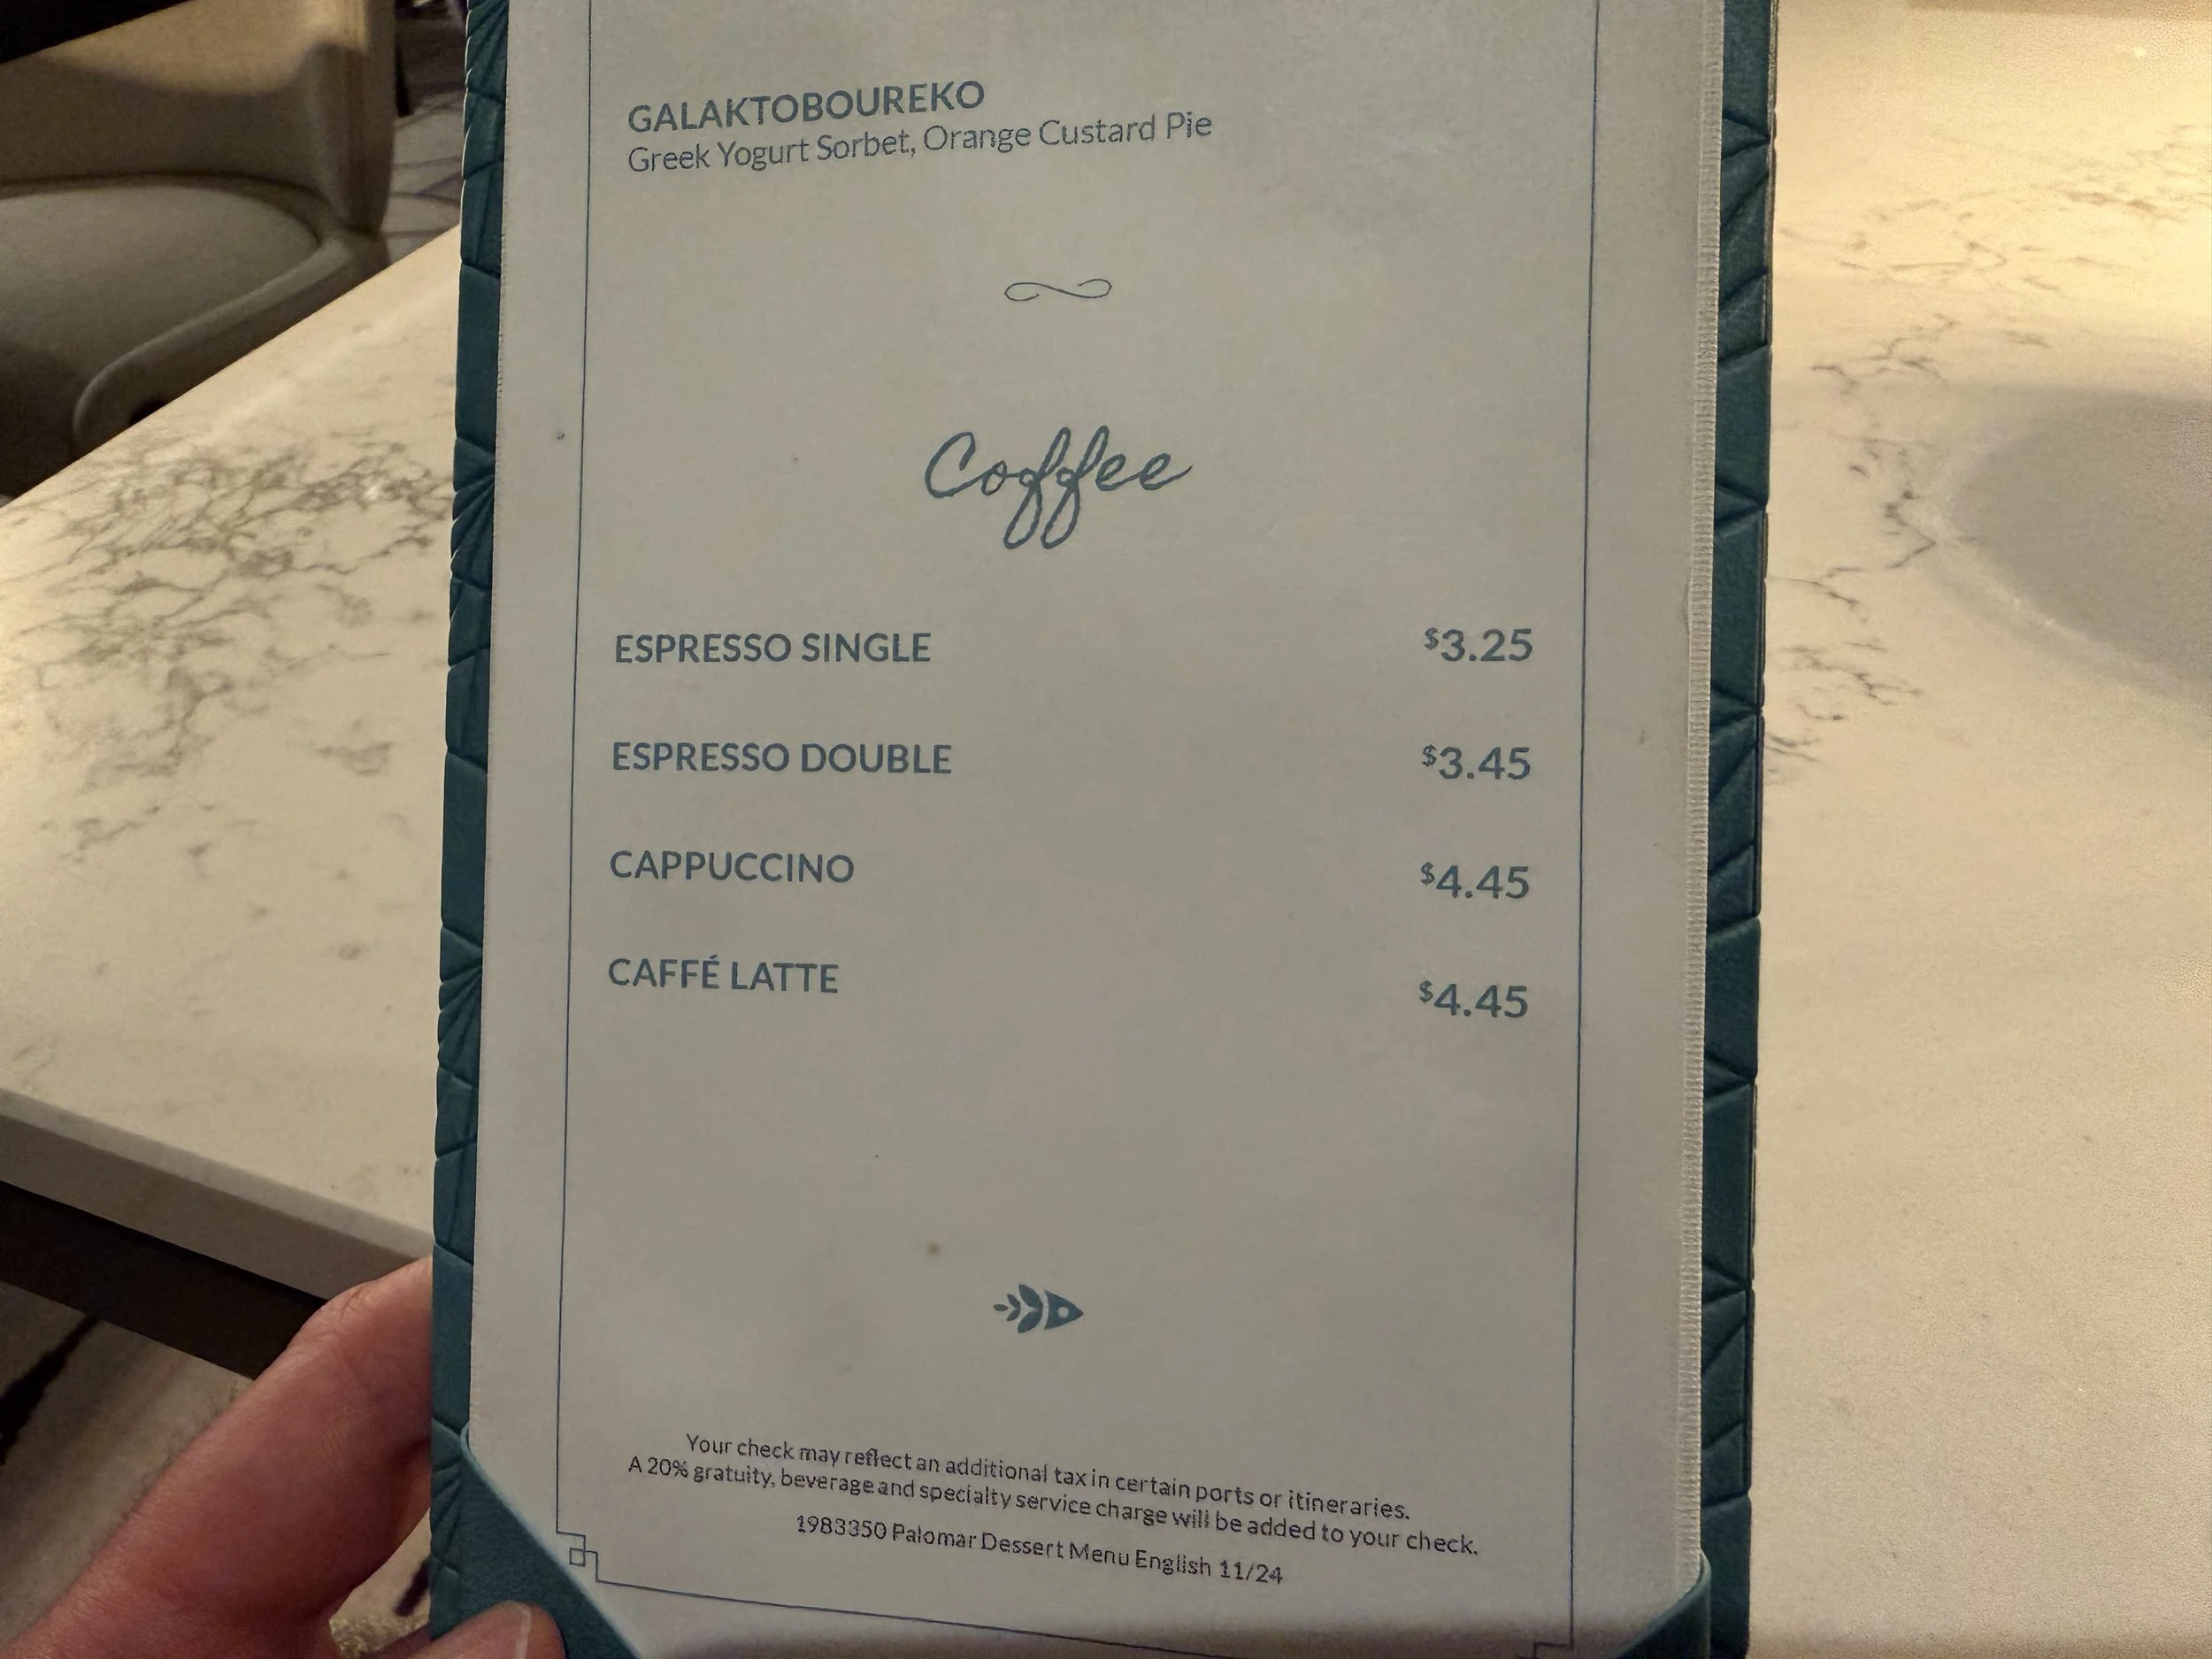 GALAKTOBOUREKO
Greek Yogurt Sorbet, Orange Custard Pie
Coffee
ESPRESSO SINGLE $3.25
ESPRESSO DOUBLE $3.45
CAPPUCCINO $4.45
CAFFÉ LATTE $4.45
Your check may reflect an additional tax in certain ports or itineraries.
A 20% gratuity, beverage and specialty service charge will be added to your check.
1983350 Palomar Dessert Menu English 11/24